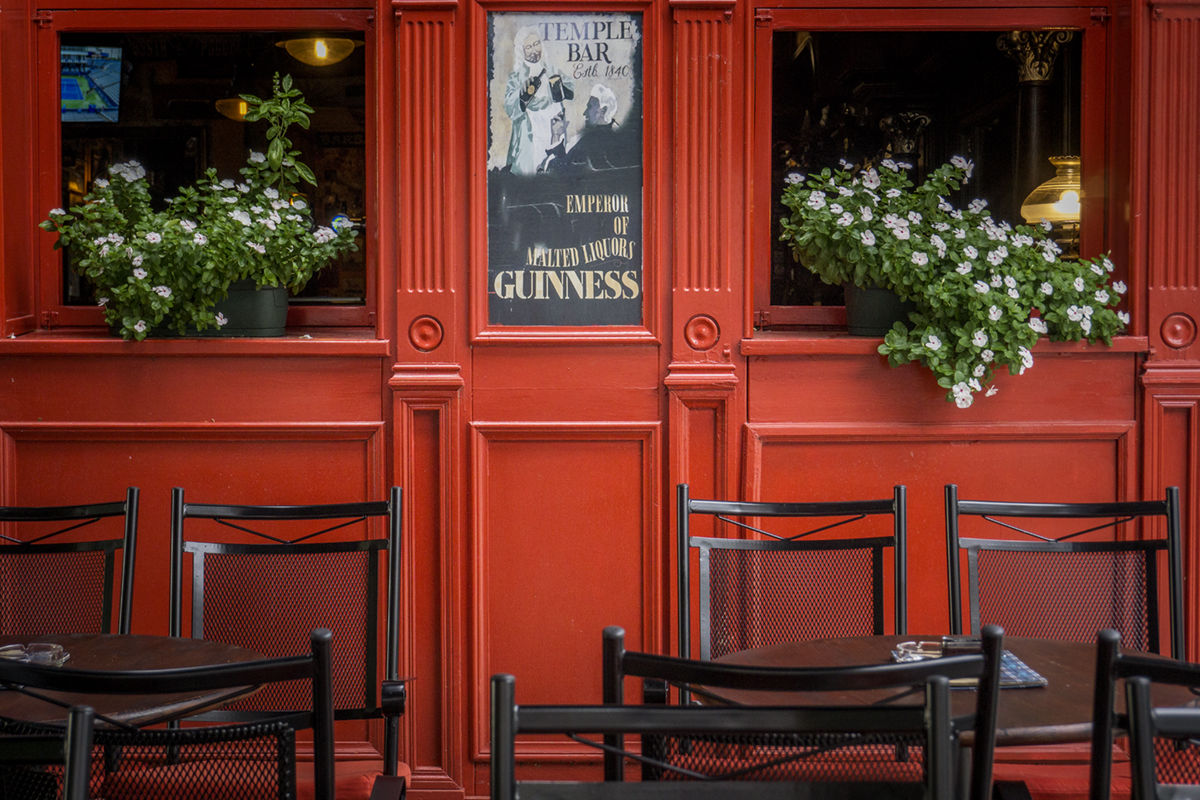 TEMPLE
BAR
Estb. 1840
EMPEROR
OF
MALTED LIQUORS
GUINNESS